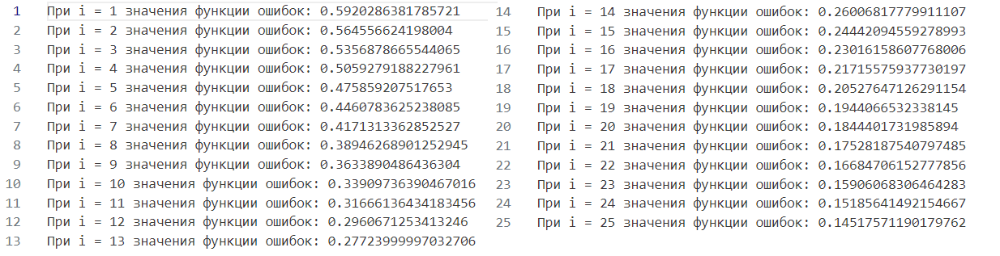 1 При i = 1 значения функции ошибок: 0.5920286381785721
2 При i = 2 значения функции ошибок: 0.564556624198004
3 При i = 3 значения функции ошибок: 0.5356878665544065
4 При i = 4 значения функции ошибок: 0.5059279188227961
5 При i = 5 значения функции ошибок: 0.475859207517653
6 При i = 6 значения функции ошибок: 0.4460783625238085
7 При i = 7 значения функции ошибок: 0.4171313362852527
8 При i = 8 значения функции ошибок: 0.38946268901252945
9 При i = 9 значения функции ошибок: 0.3633890486436304
10 При i = 10 значения функции ошибок: 0.33909736390467016
11 При i = 11 значения функции ошибок: 0.31666136434183456
12 При i = 12 значения функции ошибок: 0.2960671253413246
13 При i = 13 значения функции ошибок: 0.27723999997032706
14 При i = 14 значения функции ошибок: 0.26006817779911107
15 При i = 15 значения функции ошибок: 0.24442094559278993
16 При i = 16 значения функции ошибок: 0.23016158607768006
17 При i = 17 значения функции ошибок: 0.21715575937730197
18 При i = 18 значения функции ошибок: 0.20527647126291154
19 При i = 19 значения функции ошибок: 0.1944066532338145
20 При i = 20 значения функции ошибок: 0.1844401731985894
21 При i = 21 значения функции ошибок: 0.17528187540797485
22 При i = 22 значения функции ошибок: 0.16684706152777856
23 При i = 23 значения функции ошибок: 0.15906068306464283
24 При i = 24 значения функции ошибок: 0.15185641492154667
25 При i = 25 значения функции ошибок: 0.14517571190179762